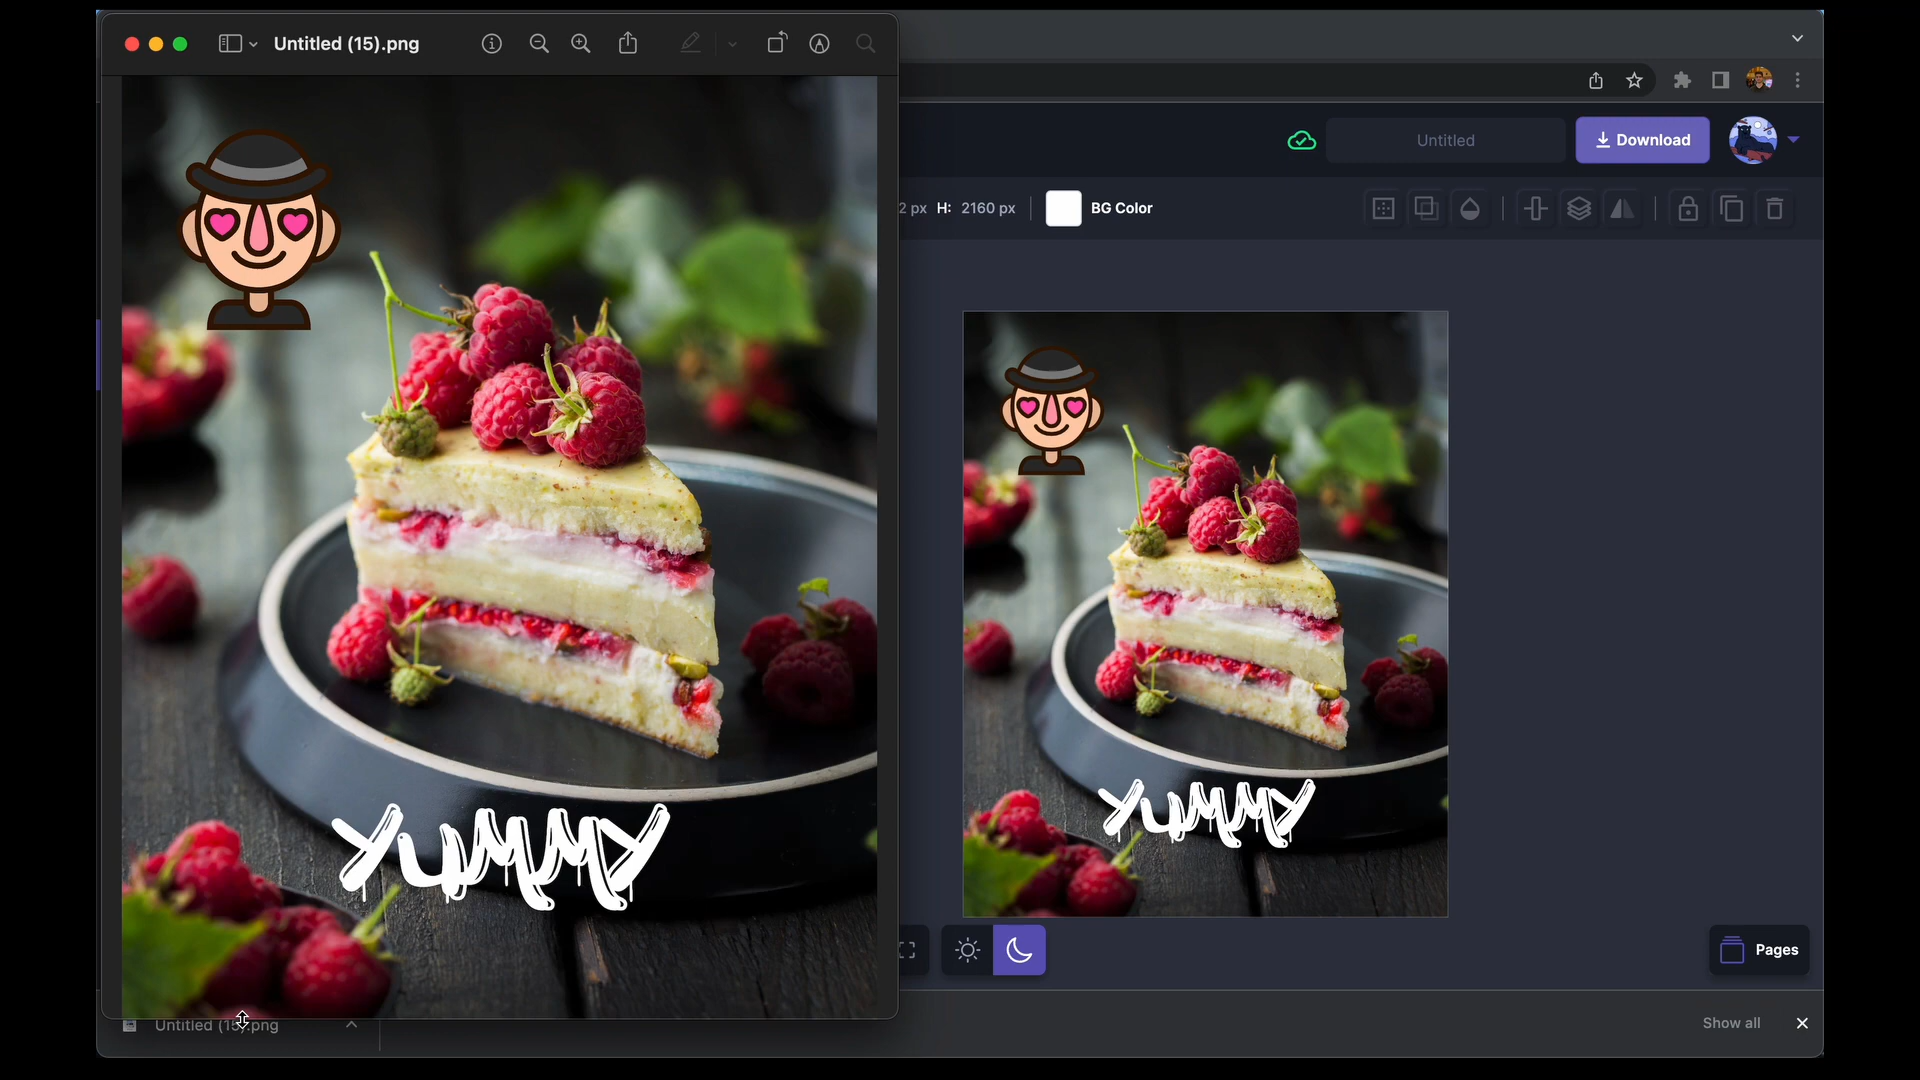 Untitled (15).png
Untitled
Download
2 px H: 2160 px
BG Color
YUMMY
YUMMY
Pages
Untitled (15).png
Show all